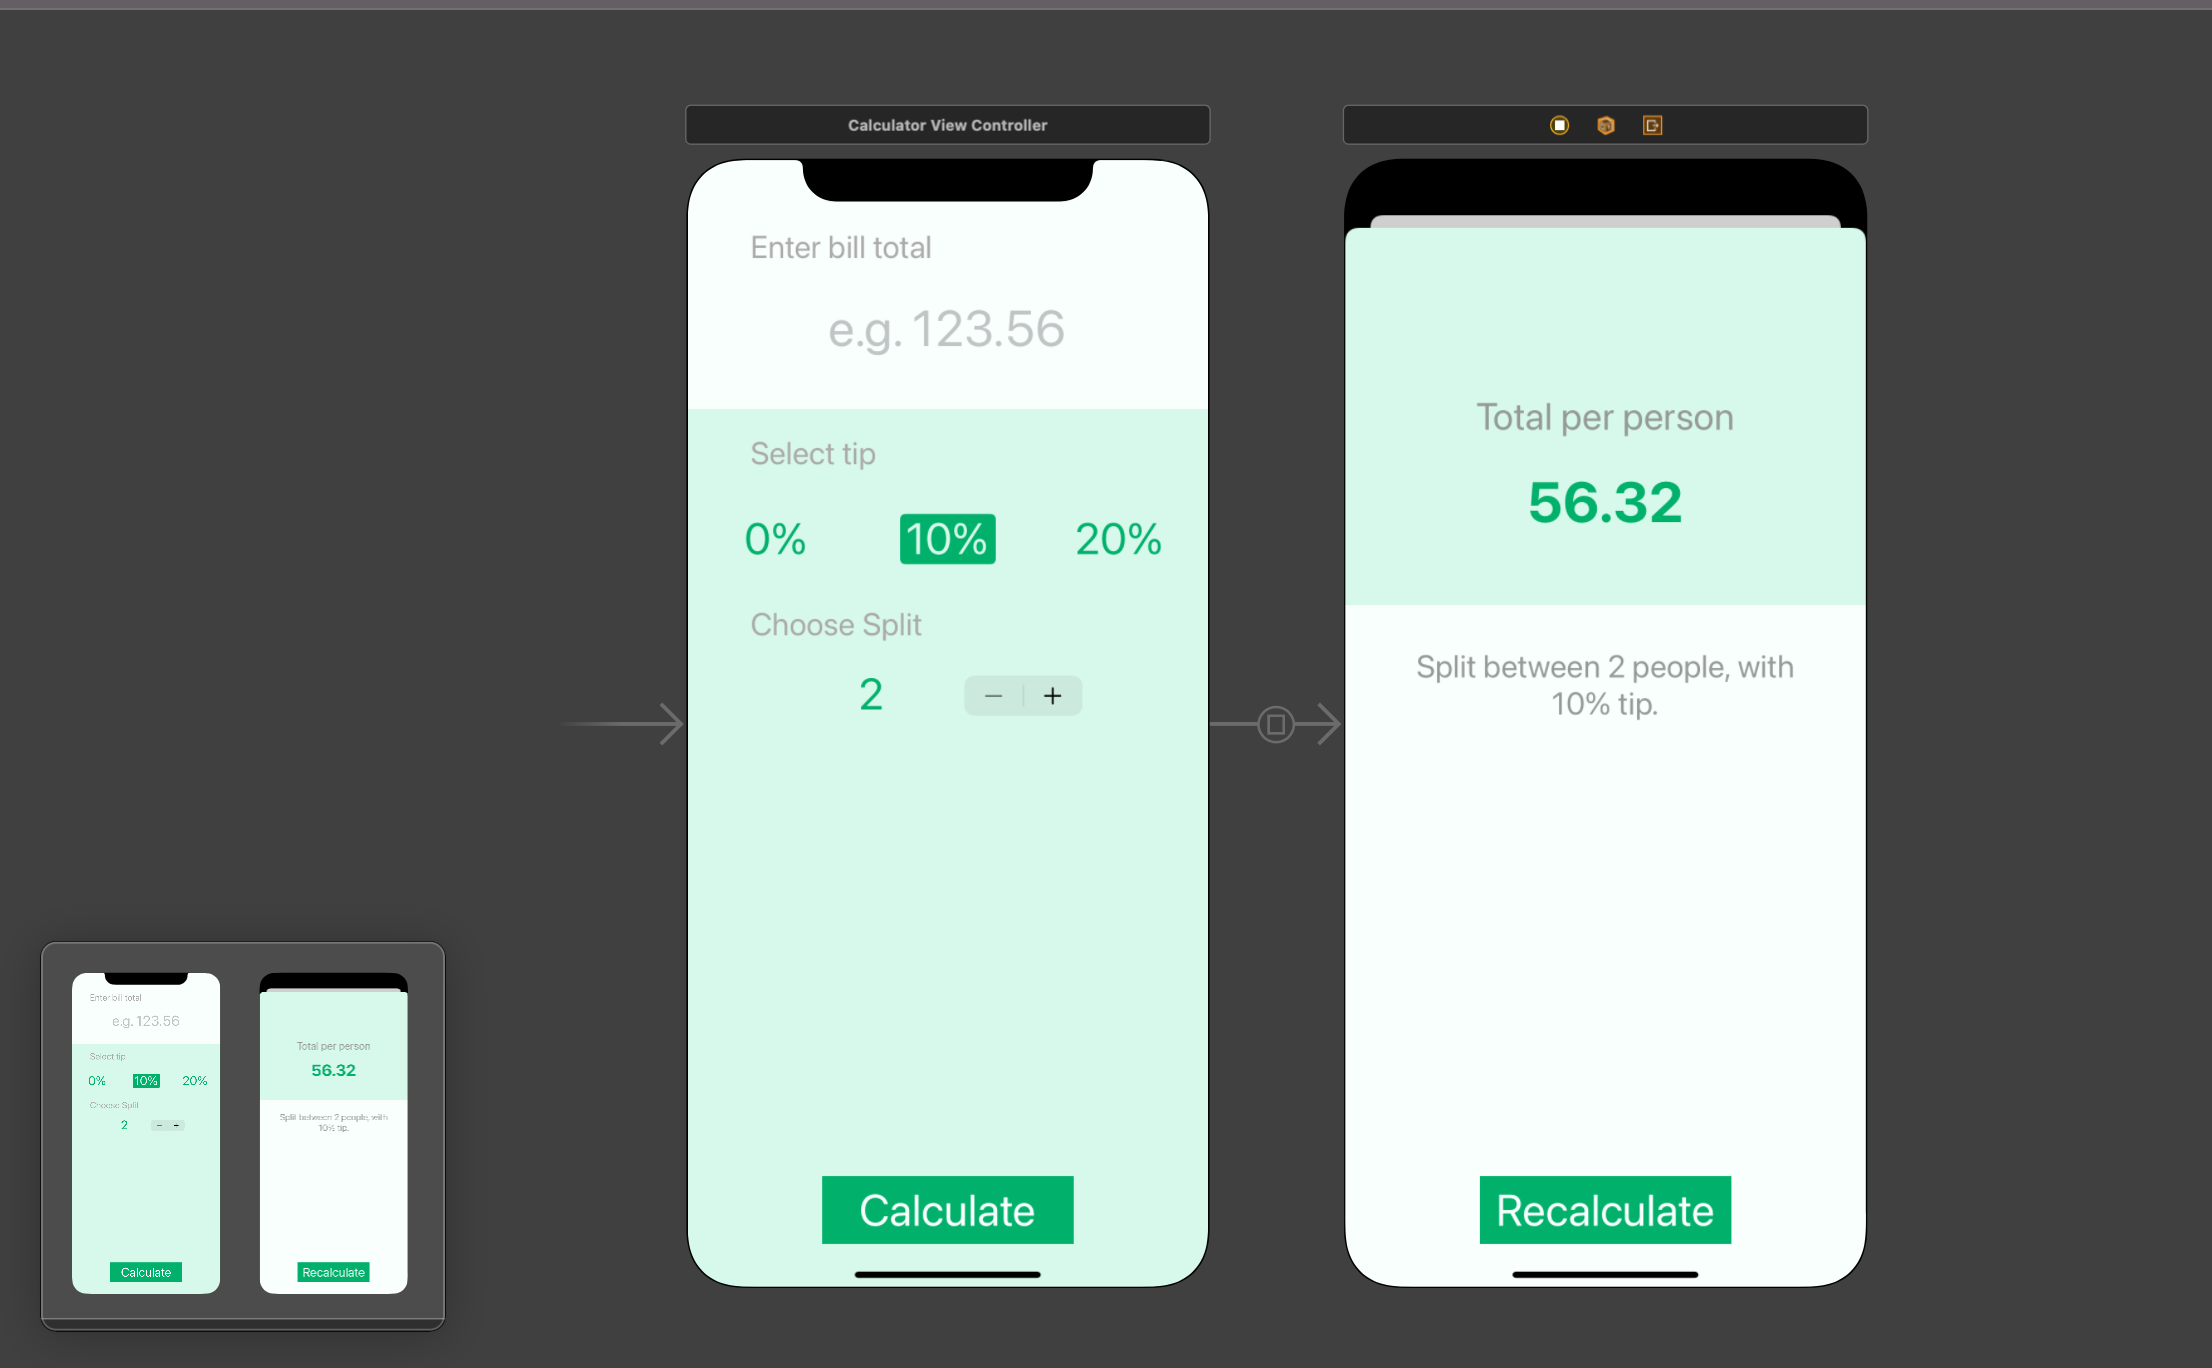 Calculator View Controller
Enter bill total
e.g. 123.56
Select tip
0% 10% 20%
Choose Split
2 − +
Calculate
Total per person
56.32
Split between 2 people, with
10% tip.
Recalculate
Enter bill total
e.g. 123.56
Select tip
0% 10% 20%
Choose Split
2 − +
Calculate
Total per person
56.32
Split between 2 people, with
10% tip.
Recalculate